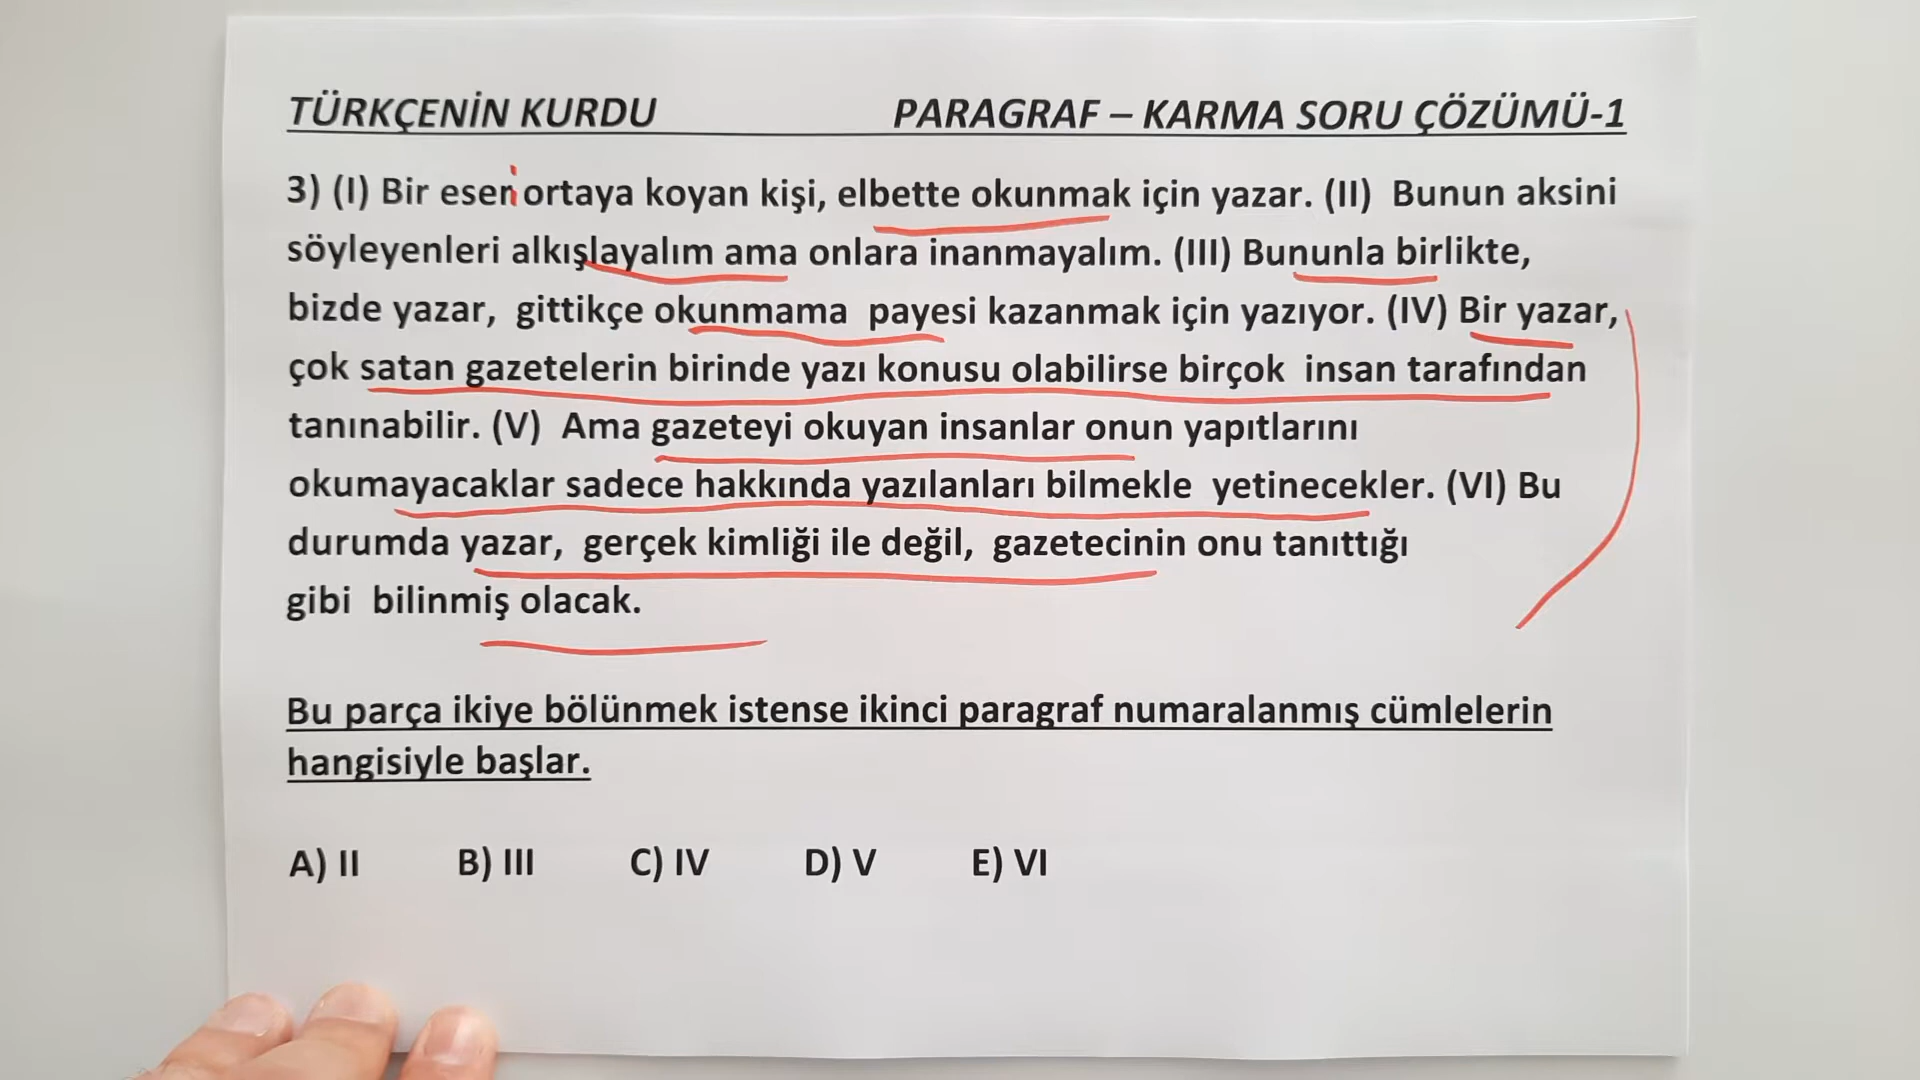 TÜRKÇENİN KURDU PARAGRAF – KARMA SORU ÇÖZÜMÜ-1
3) (I) Bir eseri ortaya koyan kişi, elbette okunmak için yazar. (II) Bunun aksini
söyleyenleri alkışlayalım ama onlara inanmayalım. (III) Bununla birlikte,
bizde yazar, gittikçe okunmama payesi kazanmak için yazıyor. (IV) Bir yazar,
çok satan gazetelerin birinde yazı konusu olabilirse birçok insan tarafından
tanınabilir. (V) Ama gazeteyi okuyan insanlar onun yapıtlarını
okumayacaklar sadece hakkında yazılanları bilmekle yetinecekler. (VI) Bu
durumda yazar, gerçek kimliği ile değil, gazetecinin onu tanıttığı
gibi bilinmiş olacak.
Bu parça ikiye bölünmek istense ikinci paragraf numaralanmış cümlelerin
hangisiyle başlar.
A) II B) III C) IV D) V E) VI